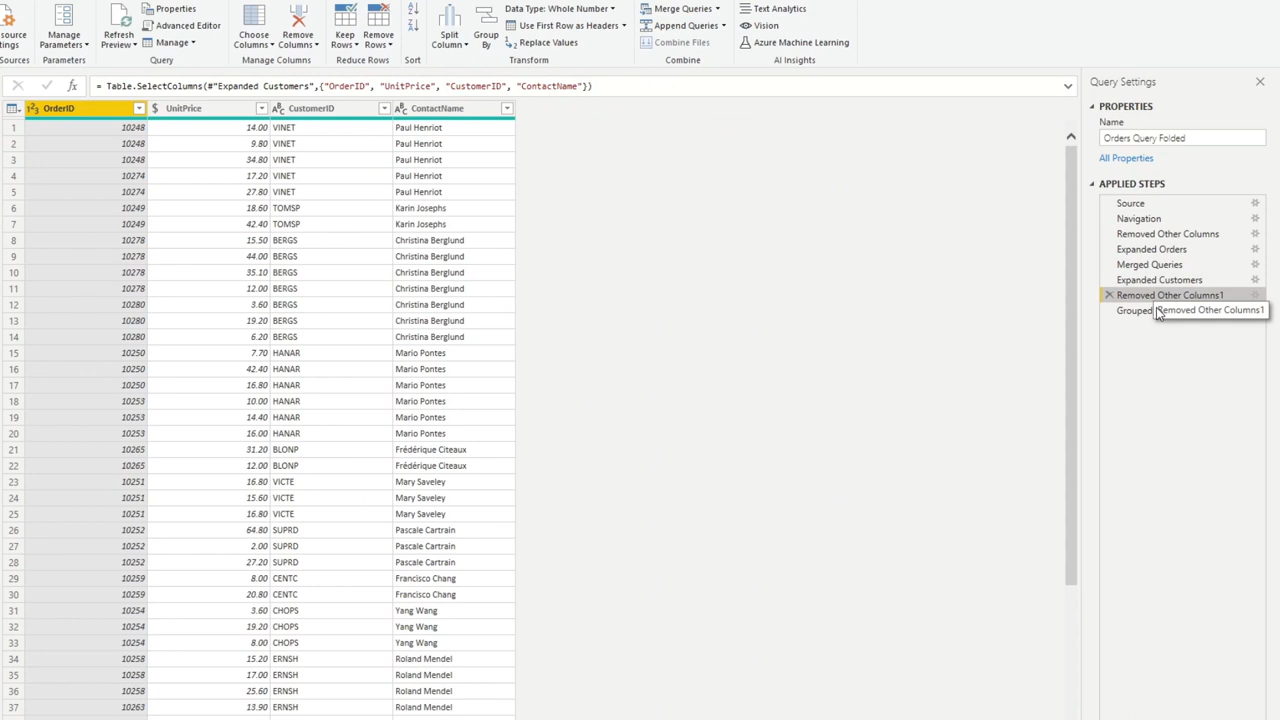 source
ttings
Sources
Manage
Parameters
Parameters
Refresh
Preview
Properties
Advanced Editor
Manage
Query
Choose
Columns
Remove
Columns
Manage Columns
Keep
Rows
Remove
Rows
Reduce Rows
Sort
Split
Column
Group
By
Data Type: Whole Number
Use First Row as Headers
Replace Values
Transform
Merge Queries
Append Queries
Combine Files
Combine
Text Analytics
Vision
Azure Machine Learning
AI Insights
fx = Table.SelectColumns(#"Expanded Customers",{"OrderID", "UnitPrice", "CustomerID", "ContactName"})
123 OrderID $ UnitPrice ABC CustomerID ABC ContactName
1 10248 14.00 VINET Paul Henriot
2 10248 9.80 VINET Paul Henriot
3 10248 34.80 VINET Paul Henriot
4 10274 17.20 VINET Paul Henriot
5 10274 27.80 VINET Paul Henriot
6 10249 18.60 TOMSP Karin Josephs
7 10249 42.40 TOMSP Karin Josephs
8 10278 15.50 BERGS Christina Berglund
9 10278 44.00 BERGS Christina Berglund
10 10278 35.10 BERGS Christina Berglund
11 10278 12.00 BERGS Christina Berglund
12 10280 3.60 BERGS Christina Berglund
13 10280 19.20 BERGS Christina Berglund
14 10280 6.20 BERGS Christina Berglund
15 10250 7.70 HANAR Mario Pontes
16 10250 42.40 HANAR Mario Pontes
17 10250 16.80 HANAR Mario Pontes
18 10253 10.00 HANAR Mario Pontes
19 10253 14.40 HANAR Mario Pontes
20 10253 16.00 HANAR Mario Pontes
21 10265 31.20 BLONP Frédérique Citeaux
22 10265 12.00 BLONP Frédérique Citeaux
23 10251 16.80 VICTE Mary Saveley
24 10251 15.60 VICTE Mary Saveley
25 10251 16.80 VICTE Mary Saveley
26 10252 64.80 SUPRD Pascale Cartrain
27 10252 2.00 SUPRD Pascale Cartrain
28 10252 27.20 SUPRD Pascale Cartrain
29 10259 8.00 CENTC Francisco Chang
30 10259 20.80 CENTC Francisco Chang
31 10254 3.60 CHOPS Yang Wang
32 10254 19.20 CHOPS Yang Wang
33 10254 8.00 CHOPS Yang Wang
34 10258 15.20 ERNSH Roland Mendel
35 10258 17.00 ERNSH Roland Mendel
36 10258 25.60 ERNSH Roland Mendel
37 10263 13.90 ERNSH Roland Mendel
Query Settings
PROPERTIES
Name
Orders Query Folded
All Properties
APPLIED STEPS
Source
Navigation
Removed Other Columns
Expanded Orders
Merged Queries
Expanded Customers
Removed Other Columns1
Grouped
Removed Other Columns1